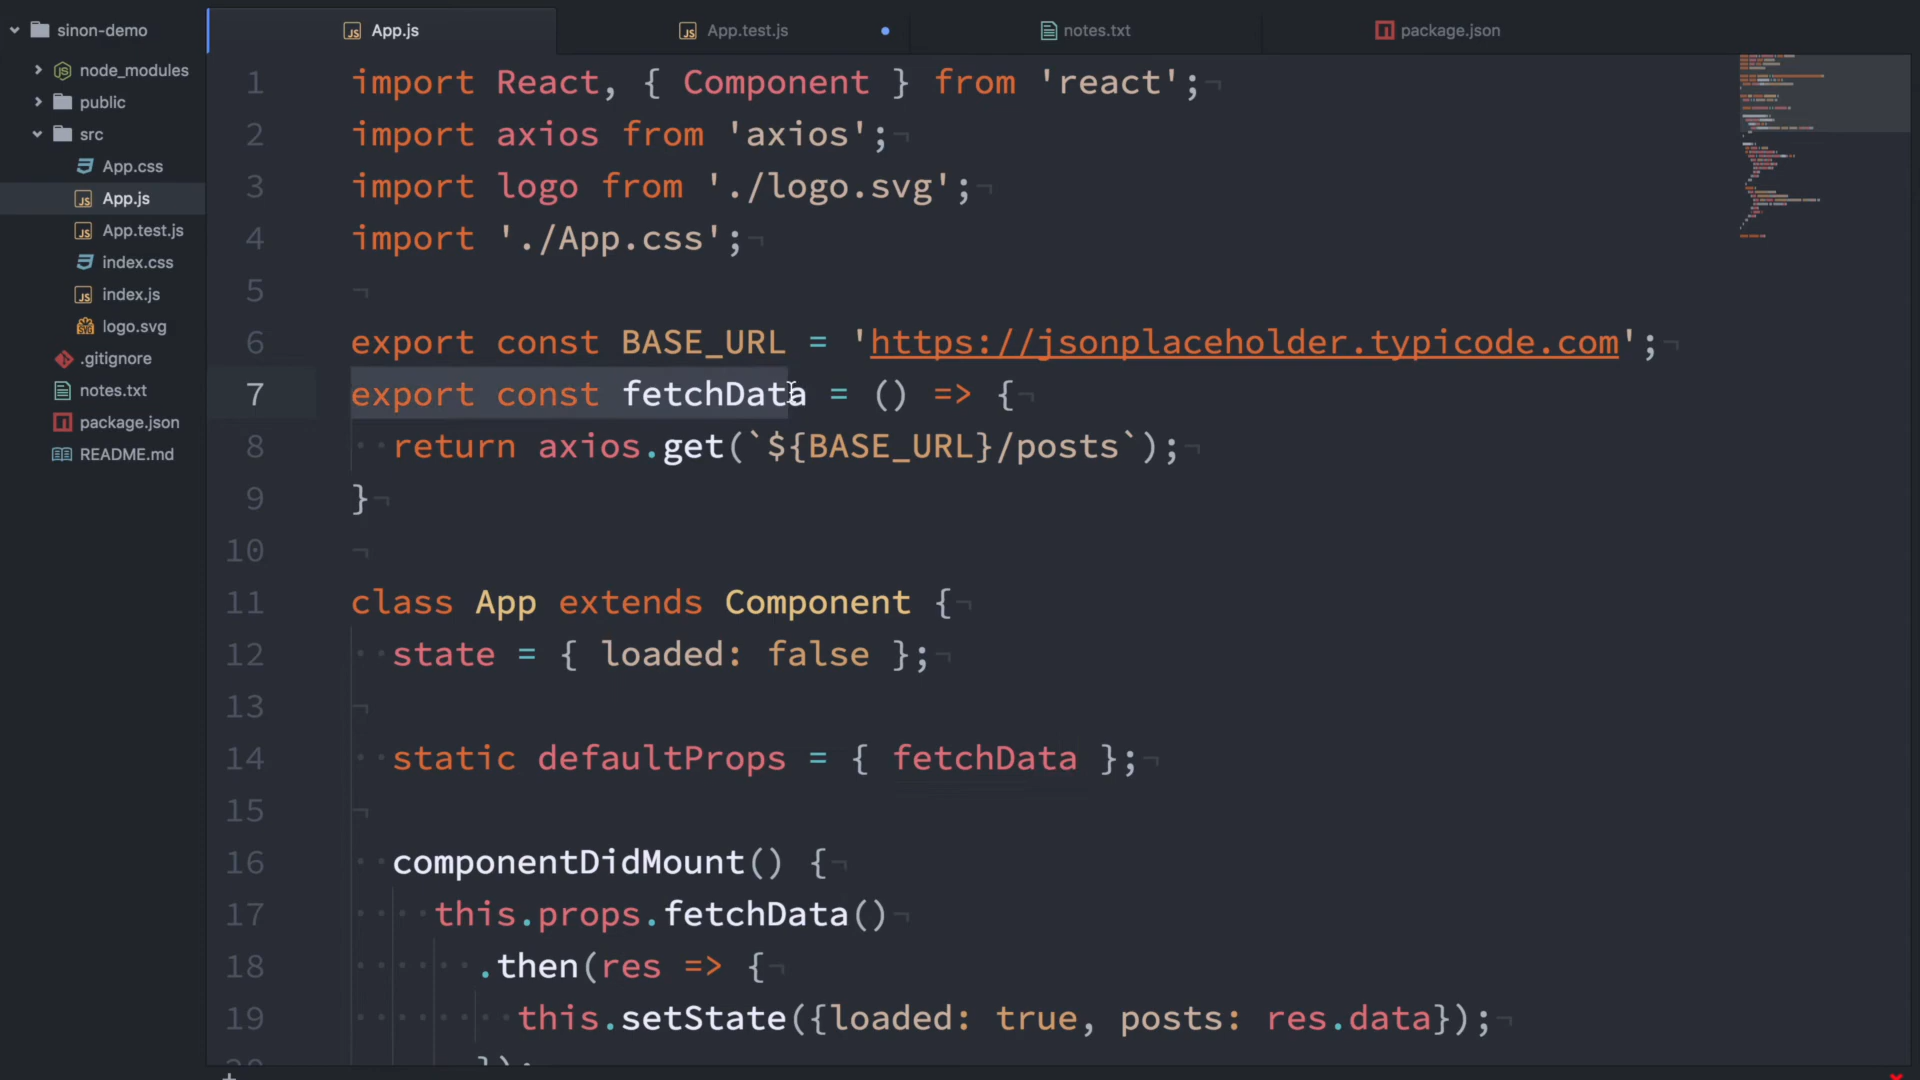 sinon-demo
node_modules
public
src
App.css
App.js
App.test.js
index.css
index.js
logo.svg
.gitignore
notes.txt
package.json
README.md
App.js
App.test.js
notes.txt
package.json
1 import React, { Component } from 'react';¬
2 import axios from 'axios';¬
3 import logo from './logo.svg';¬
4 import './App.css';¬
5 ¬
6 export const BASE_URL = 'https://jsonplaceholder.typicode.com';¬
7 export const fetchData = () => {¬
8 ··return axios.get(`${BASE_URL}/posts`);¬
9 }¬
10 ¬
11 class App extends Component {¬
12 ··state = { loaded: false };¬
13 ¬
14 ··static defaultProps = { fetchData };¬
15 ¬
16 ··componentDidMount() {¬
17 ····this.props.fetchData()¬
18 ······.then(res => {¬
19 ········this.setState({loaded: true, posts: res.data});¬